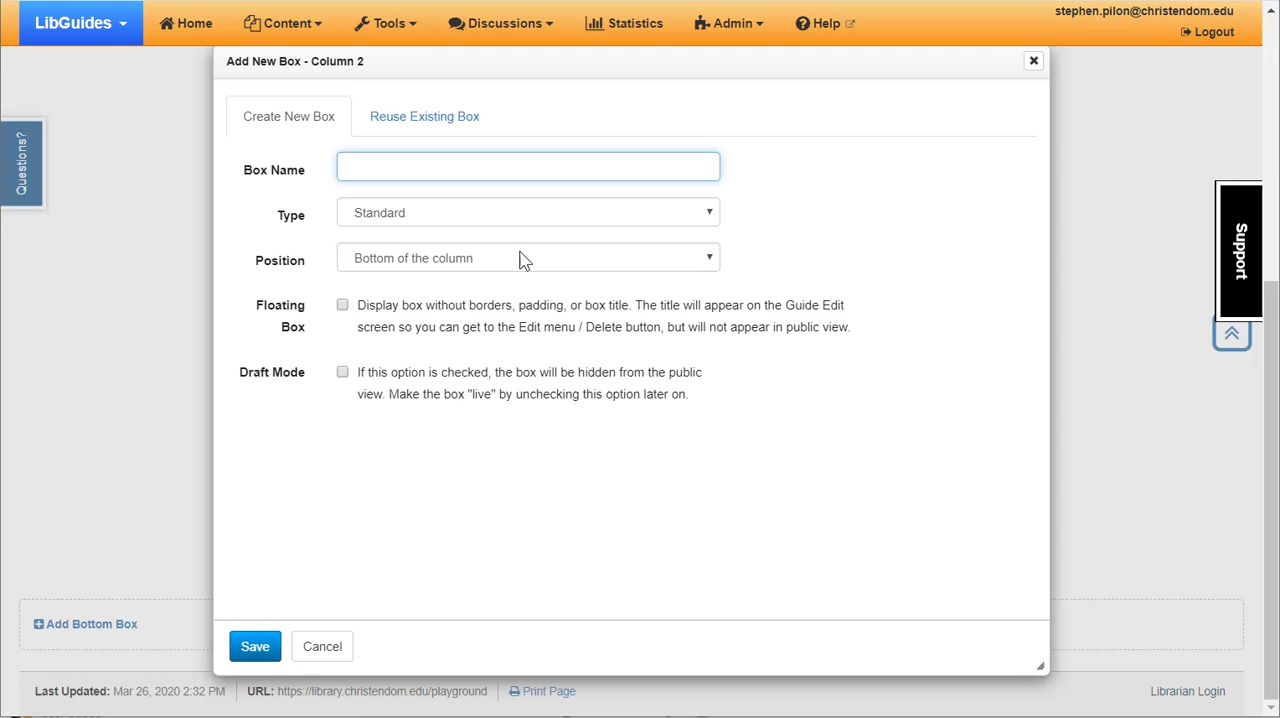 LibGuides
Home
Content
Tools
Discussions
Statistics
Admin
Help
stephen.pilon@christendom.edu
Logout
Add New Box - Column 2
Create New Box
Reuse Existing Box
Box Name
Type
Standard
Position
Bottom of the column
Floating
Box
Display box without borders, padding, or box title. The title will appear on the Guide Edit
screen so you can get to the Edit menu / Delete button, but will not appear in public view.
Draft Mode
If this option is checked, the box will be hidden from the public
view. Make the box "live" by unchecking this option later on.
Questions?
Support
Add Bottom Box
Save
Cancel
Last Updated: Mar 26, 2020 2:32 PM
URL: https://library.christendom.edu/playground
Print Page
Librarian Login